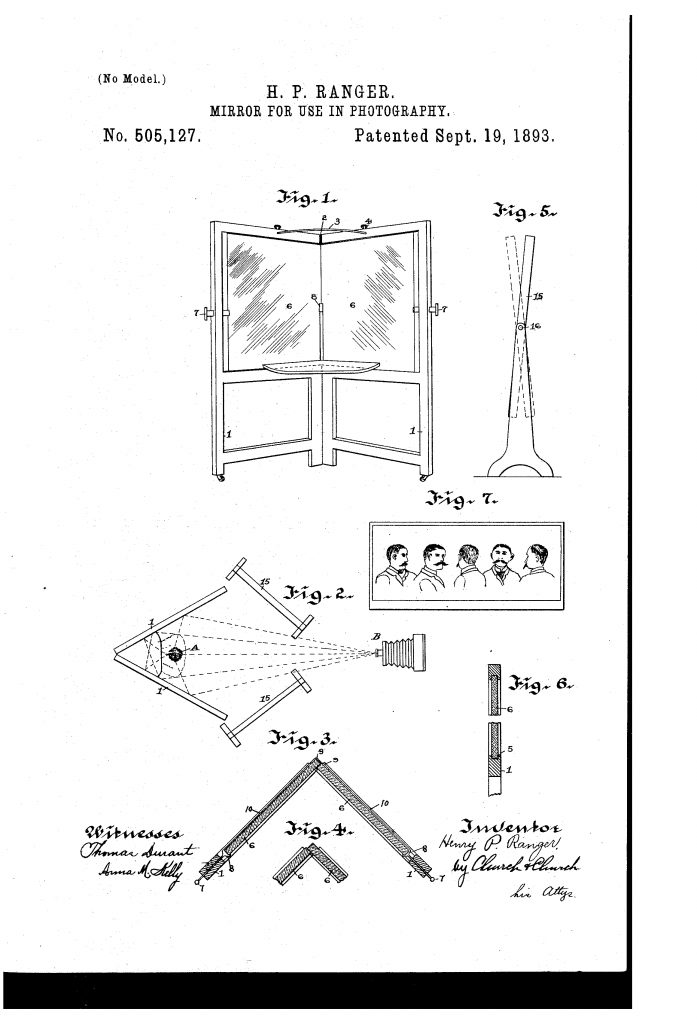 (No Model.)
H. P. RANGER.
MIRROR FOR USE IN PHOTOGRAPHY.
No. 505,127.
Patented Sept. 19, 1893.
Fig. 1.
2
3
4
6
8
6
7
7
1
1
Fig. 5.
15
16
Fig. 7.
Fig. 2.
15
1
A
B
1
15
Fig. 6.
6
5
1
Fig. 3.
9
9
10
6
10
6
8
8
1
1
7
7
Fig. 4.
6
6
Witnesses
Thomas Durant
Anna M. Kelly
Inventor
Henry P. Ranger,
by Church & Church
his Attys.